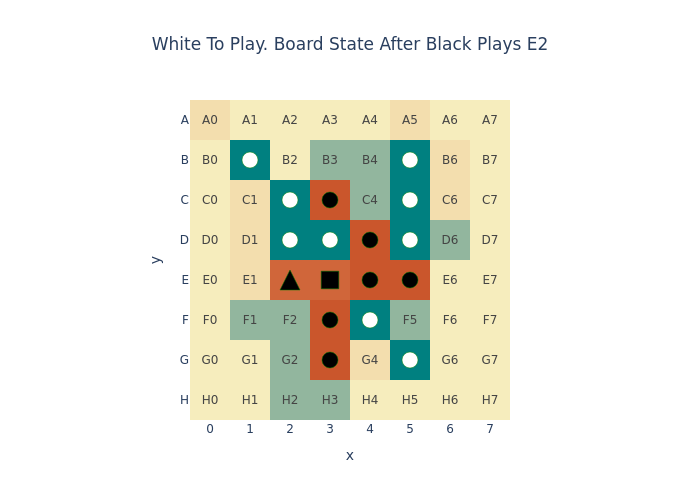 White To Play. Board State After Black Plays E2
A A0 A1 A2 A3 A4 A5 A6 A7
B B0 B2 B3 B4 B6 B7
C C0 C1 C4 C6 C7
D D0 D1 D6 D7
E E0 E1 E6 E7
F F0 F1 F2 F5 F6 F7
G G0 G1 G2 G4 G6 G7
H H0 H1 H2 H3 H4 H5 H6 H7
0 1 2 3 4 5 6 7
x
y